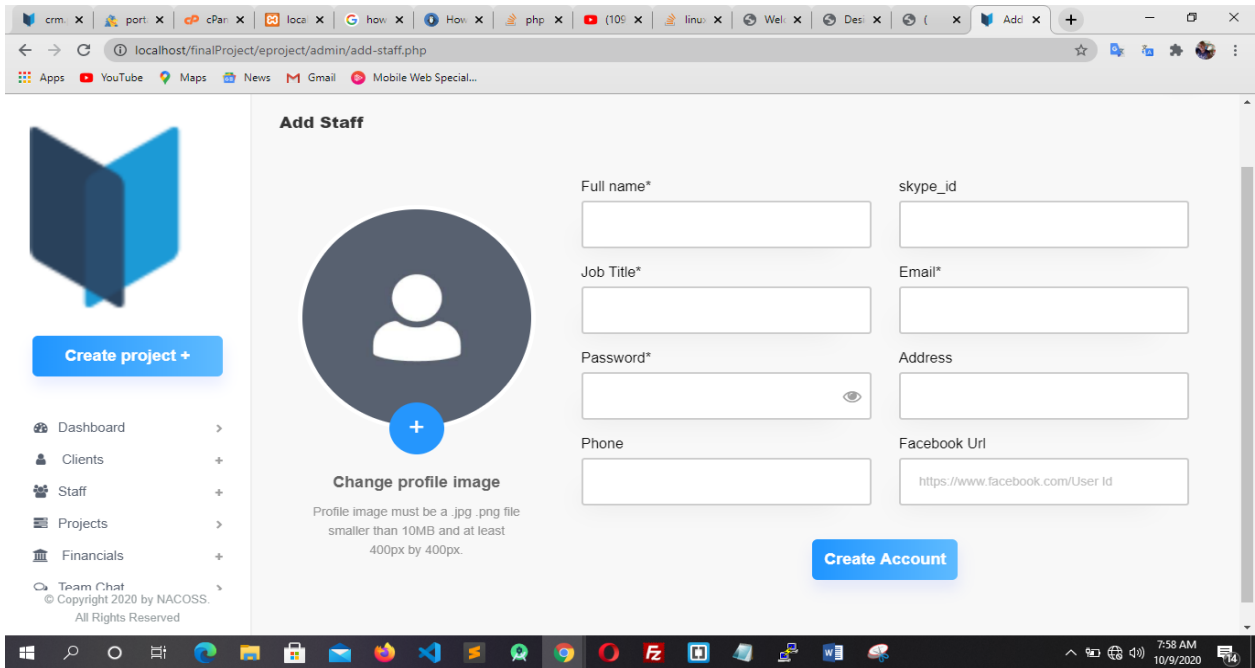 crm.
port
cPan
loca
G how
How
php
(109
linux
Welc
Desi
(
Add
localhost/finalProject/eproject/admin/add-staff.php
Apps YouTube Maps News Gmail Mobile Web Special...
Add Staff
Full name*
skype_id
Job Title*
Email*
Create project +
Password*
Address
Dashboard
Clients
Staff
Projects
Financials
Team Chat
© Copyright 2020 by NACOSS.
All Rights Reserved
Change profile image
Profile image must be a .jpg .png file
smaller than 10MB and at least
400px by 400px.
Phone
Facebook Url
https://www.facebook.com/User Id
Create Account
7:58 AM
10/9/2020
14